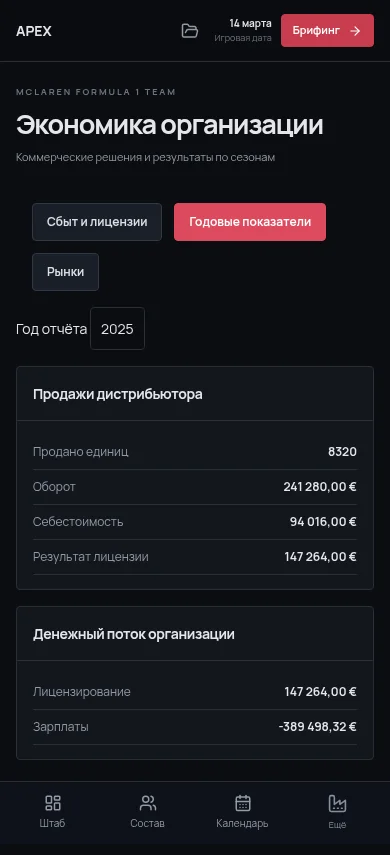 APEX
14 марта
Игровая дата
Брифинг
MCLAREN FORMULA 1 TEAM
Экономика организации
Коммерческие решения и результаты по сезонам
Сбыт и лицензии
Годовые показатели
Рынки
Год отчёта 2025
Продажи дистрибьютора
Продано единиц 8320
Оборот 241 280,00 €
Себестоимость 94 016,00 €
Результат лицензии 147 264,00 €
Денежный поток организации
Лицензирование 147 264,00 €
Зарплаты -389 498,32 €
Штаб
Состав
Календарь
Ещё